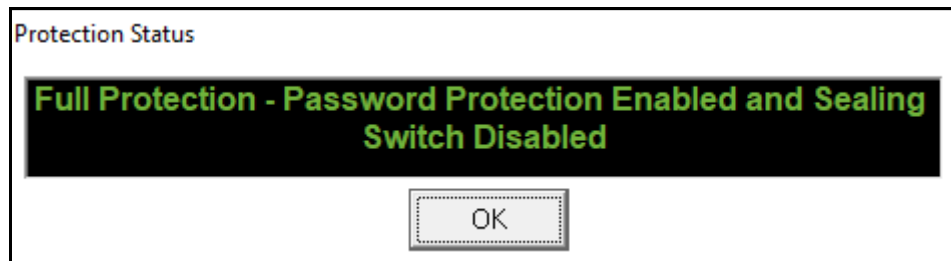 Protection Status
Full Protection - Password Protection Enabled and Sealing
Switch Disabled
OK